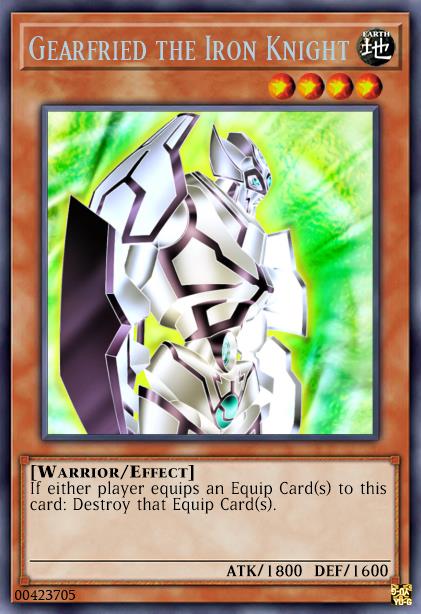 GEARFRIED THE IRON KNIGHT
EARTH
地
[WARRIOR/EFFECT]
If either player equips an Equip Card(s) to this
card: Destroy that Equip Card(s).
ATK/1800 DEF/1600
00423705